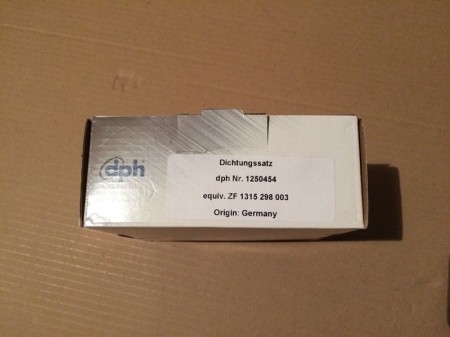 dph
Dichtungssatz
dph Nr. 1250454
equiv. ZF 1315 298 003
Origin: Germany